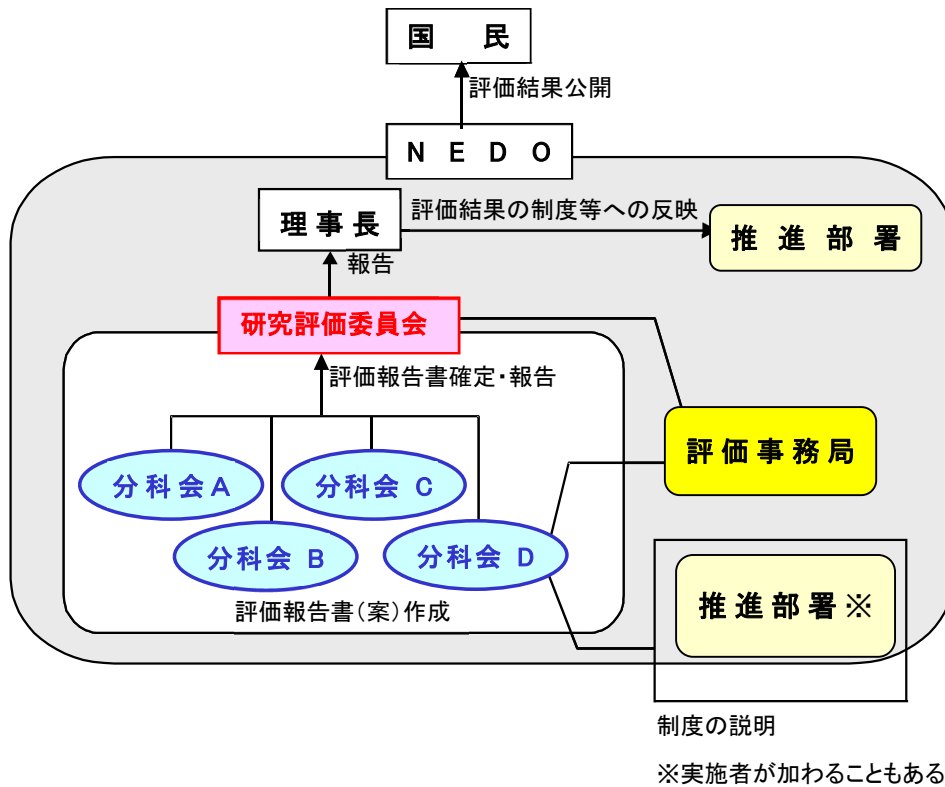 国　民
評価結果公開
ＮＥＤＯ
理事長
評価結果の制度等への反映
推進部署
報告
研究評価委員会
評価報告書確定・報告
評価事務局
分科会A
分科会 C
分科会 B
分科会 D
推進部署※
評価報告書(案)作成
制度の説明
※実施者が加わることもある